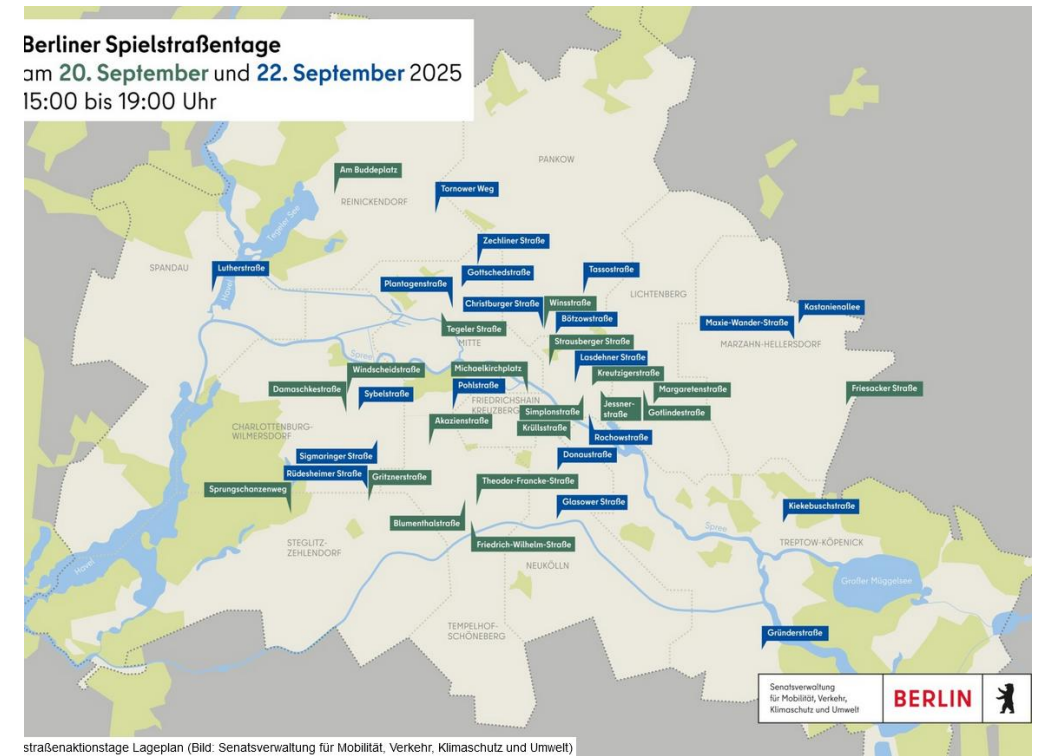 Berliner Spielstraßentage
am 20. September und 22. September 2025
15:00 bis 19:00 Uhr
PANKOW
Am Buddeplatz
Tornower Weg
REINICKENDORF
Tegeler See
Zechliner Straße
SPANDAU
Lutherstraße
Gottschedstraße
Tassostraße
Plantagenstraße
Havel
LICHTENBERG
Christburger Straße
Winsstraße
Kastanienallee
Bötzowstraße
Maxie-Wander-Straße
Tegeler Straße
MITTE
Strausberger Straße
MARZAHN-HELLERSDORF
Spree
Lasdehner Straße
Windscheidstraße
Michaelkirchplatz
Kreutzigerstraße
Damaschkestraße
Sybelstraße
Pohlstraße
Margaretenstraße
Friesacker Straße
FRIEDRICHSHAIN
KREUZBERG
Simplonstraße
Jessner-
straße
Gotlindestraße
Akazienstraße
Krüllsstraße
CHARLOTTENBURG-
WILMERSDORF
Rochowstraße
Sigmaringer Straße
Donaustraße
Rüdesheimer Straße
Gritznerstraße
Theodor-Francke-Straße
Sprungschanzenweg
Glasower Straße
Kiekebuschstraße
Blumenthalstraße
Spree
Friedrich-Wilhelm-Straße
STEGLITZ-
ZEHLENDORF
TREPTOW-KÖPENICK
Havel
NEUKÖLLN
Großer Müggelsee
TEMPELHOF-
SCHÖNEBERG
Gründerstraße
Senatsverwaltung
für Mobilität, Verkehr,
Klimaschutz und Umwelt
BERLIN
straßenaktionstage Lageplan (Bild: Senatsverwaltung für Mobilität, Verkehr, Klimaschutz und Umwelt)